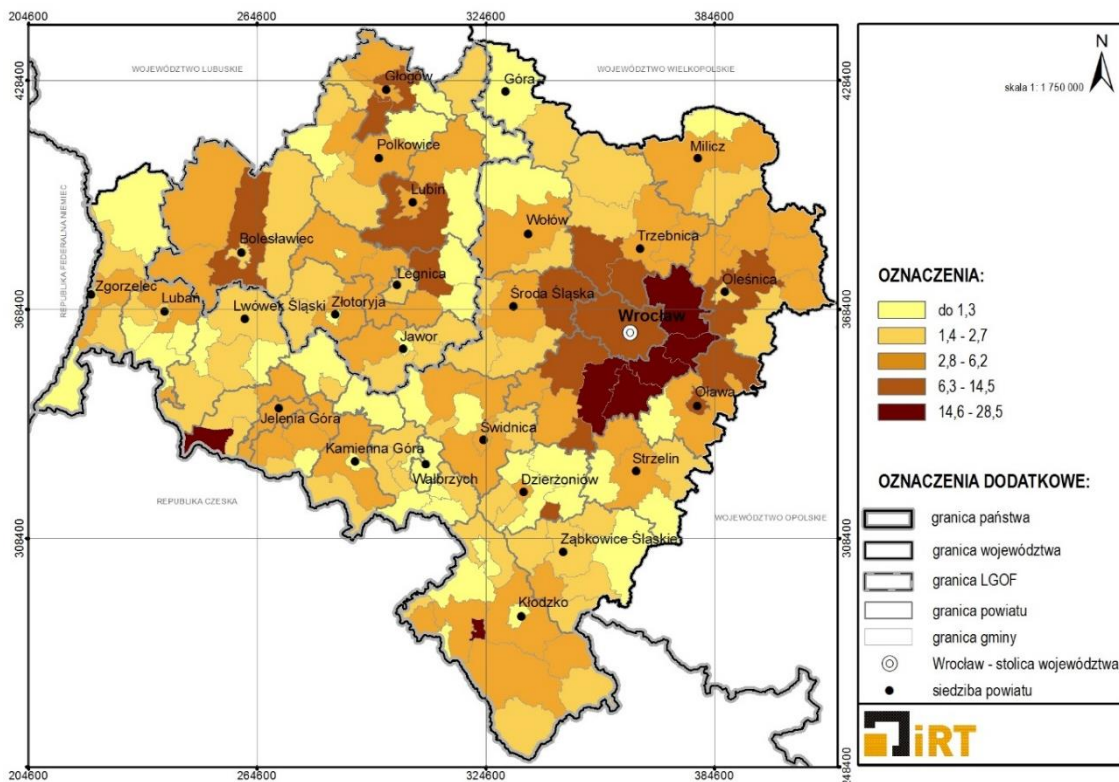 204600 264600 324600 384600
WOJEWÓDZTWO LUBUSKIE
WOJEWÓDZTWO WIELKOPOLSKIE
N
skala 1: 1 750 000
428400
428400
Głogów
Góra
Polkowice
Milicz
Lubin
Wołów
Trzebnica
REPUBLIKA FEDERALNA NIEMIEC
Bolesławiec
Legnica
Oleśnica
Zgorzelec
Lubań
Lwówek Śląski
Złotoryja
Środa Śląska
368400
368400
Wrocław
Jawor
Oława
Jelenia Góra
Świdnica
Kamienna Góra
Wałbrzych
Strzelin
Dzierżoniów
REPUBLIKA CZESKA
WOJEWÓDZTWO OPOLSKIE
308400
308400
Ząbkowice Śląskie
Kłodzko
248400
248400
204600 264600 324600 384600
OZNACZENIA:
do 1,3
1,4 - 2,7
2,8 - 6,2
6,3 - 14,5
14,6 - 28,5
OZNACZENIA DODATKOWE:
granica państwa
granica województwa
granica LGOF
granica powiatu
granica gminy
Wrocław - stolica województwa
siedziba powiatu
iRT